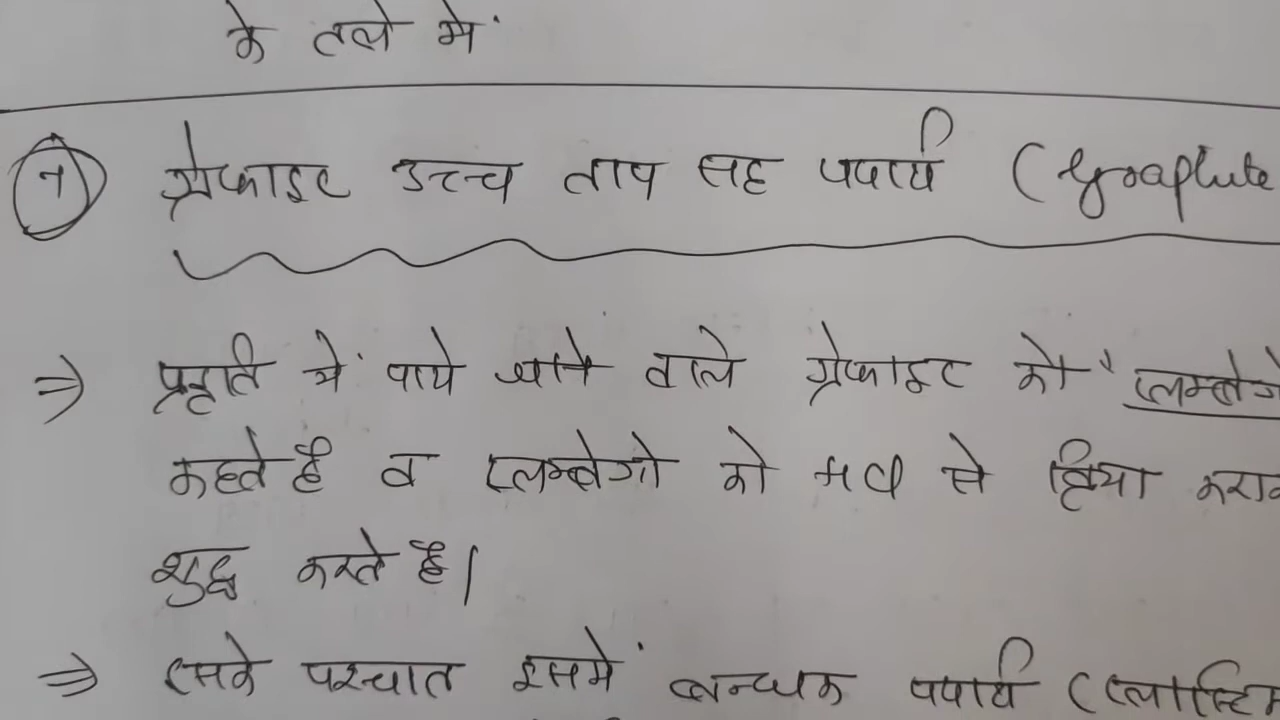 के तले में
७ ग्रेफाइट उच्च ताप सह पदार्थ (Graphite
⇒ प्रकृति में पाये जाने वाले ग्रेफाइट को "प्लम्बेगो
कहते है व प्लम्बेगो को HCl से क्रिया कराक
शुद्ध करते है।
⇒ इसके पश्चात इसमें बन्धक पदार्थ (प्लास्टिक